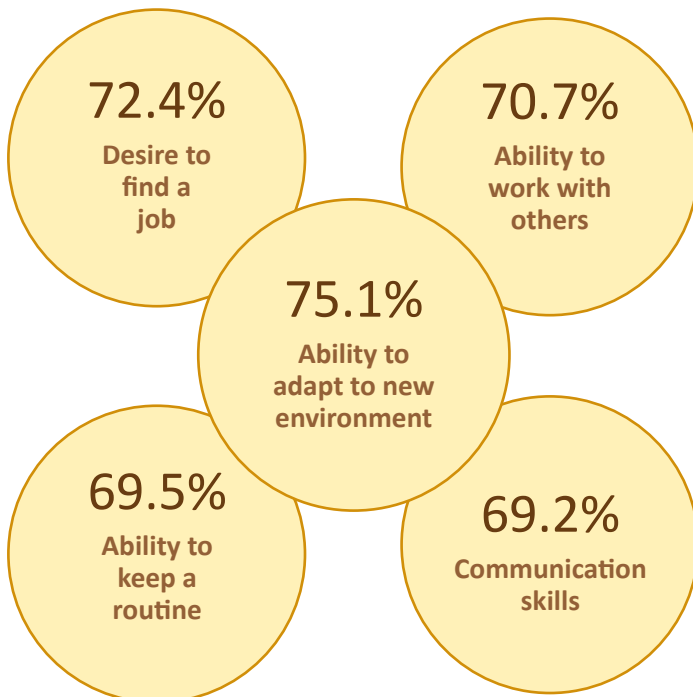 72.4%
Desire to
find a
job
70.7%
Ability to
work with
others
75.1%
Ability to
adapt to new
environment
69.5%
Ability to
keep a
routine
69.2%
Communication
skills